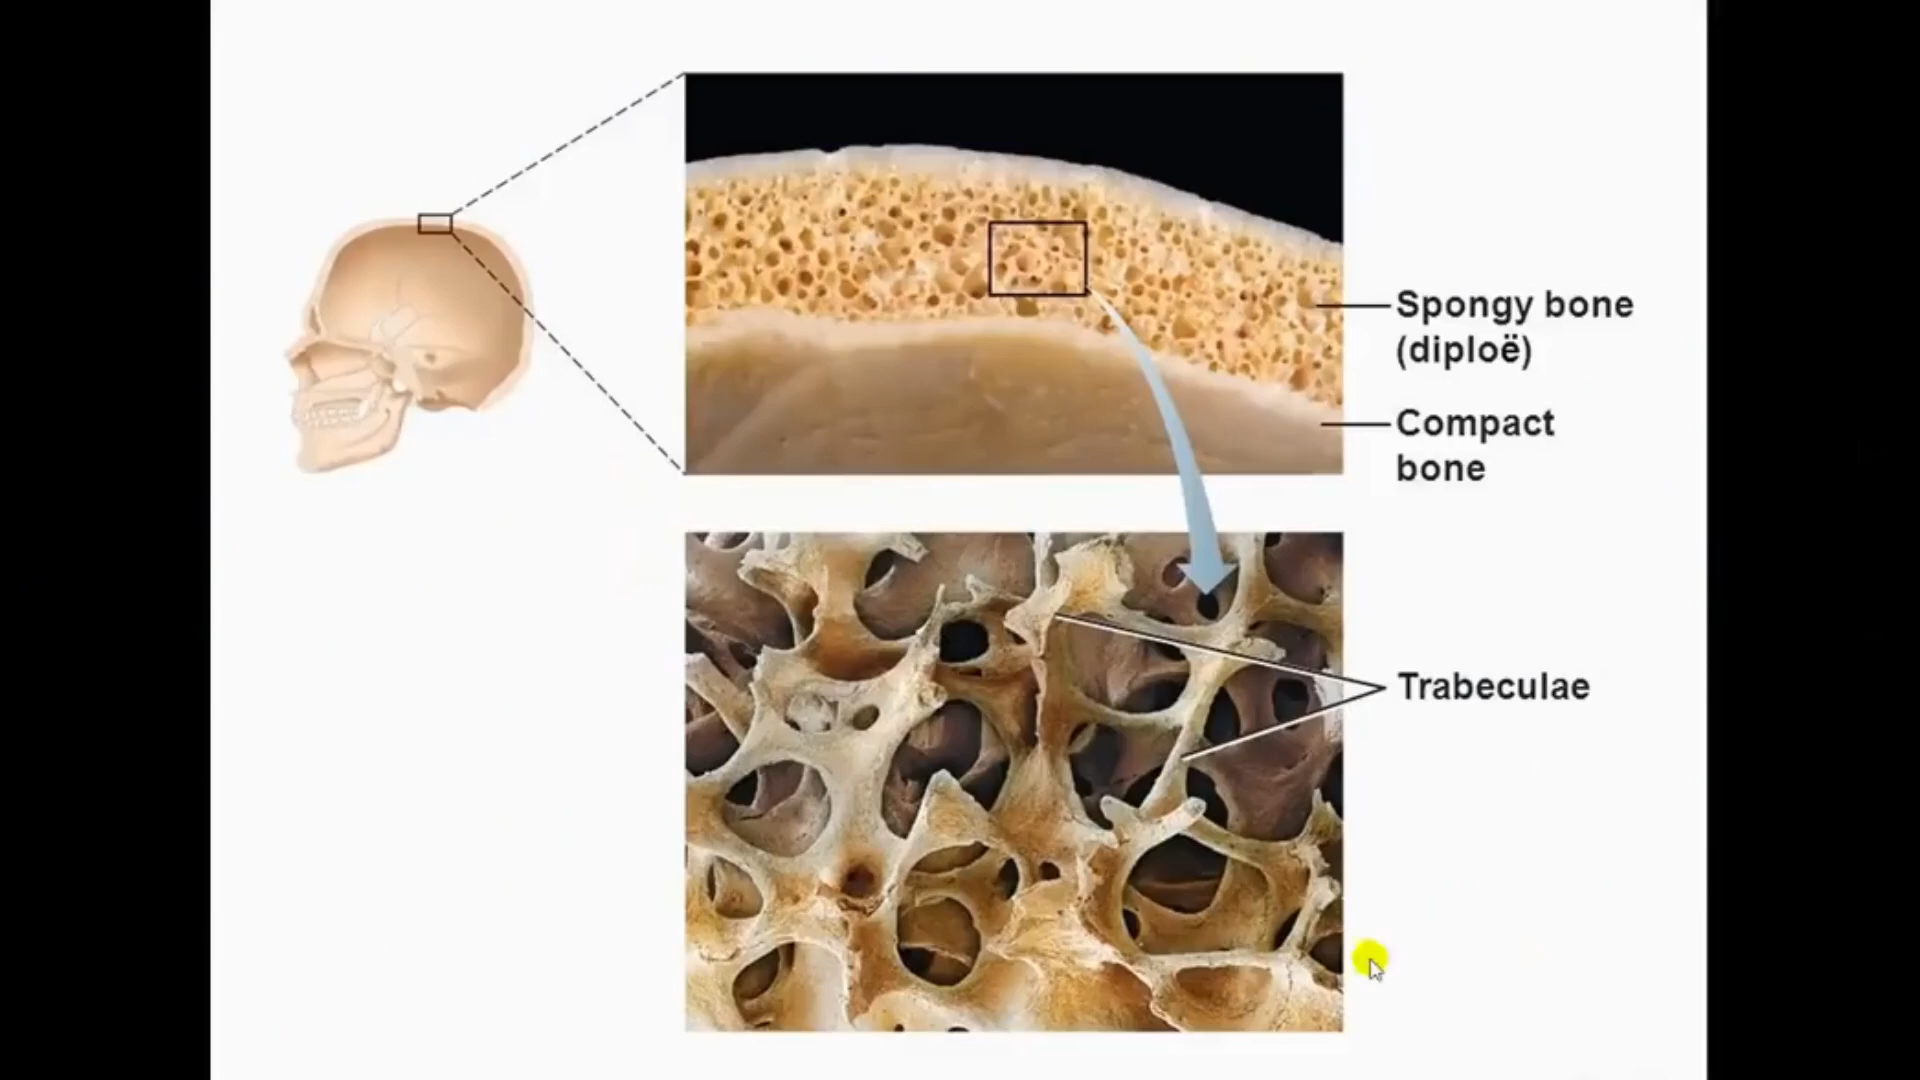 Spongy bone
(diploë)
Compact
bone
Trabeculae